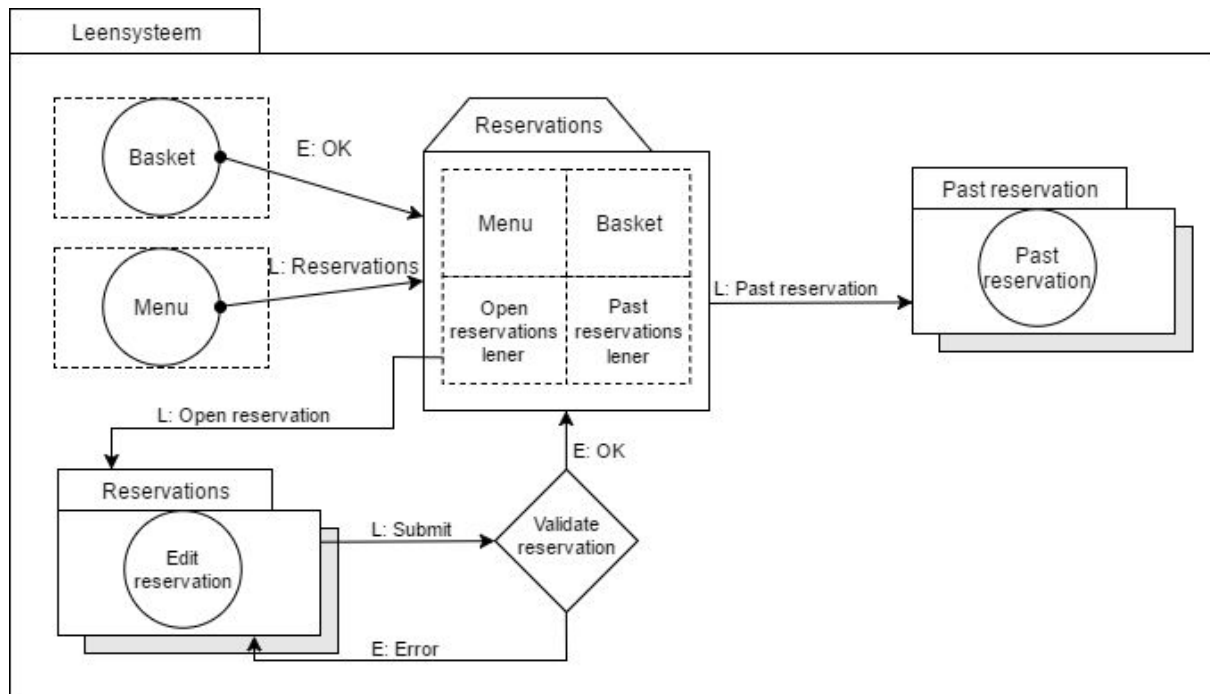 Leensysteem
Basket
E: OK
Menu
L: Reservations
Reservations
Menu
Basket
Open
reservations
lener
Past
reservations
lener
L: Past reservation
Past reservation
Past
reservation
L: Open reservation
Reservations
Edit
reservation
L: Submit
Validate
reservation
E: OK
E: Error